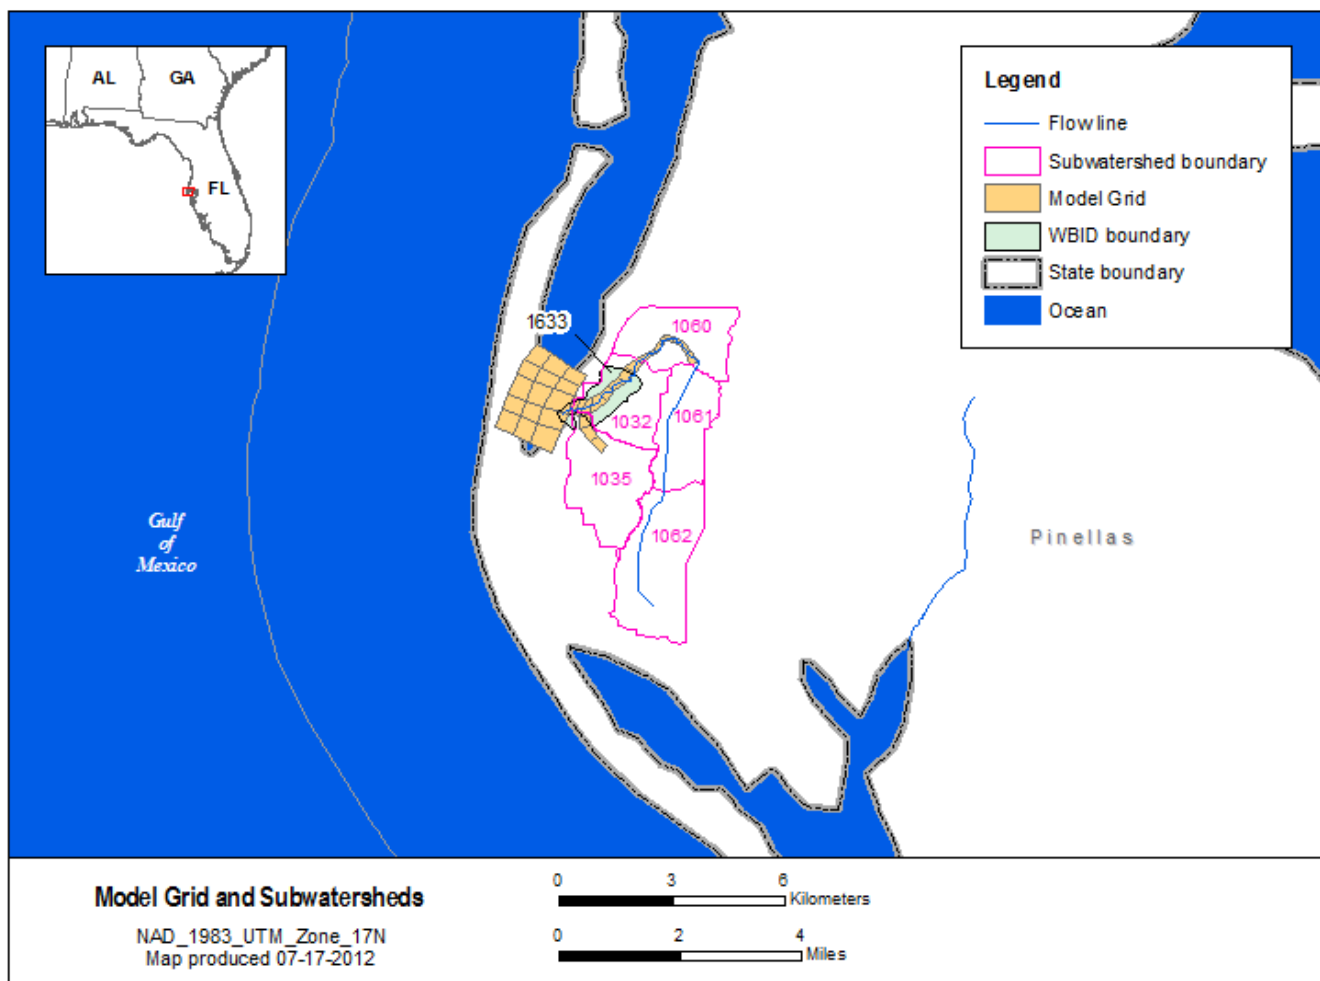 AL
GA
FL
Legend
Flow line
Subwatershed boundary
Model Grid
WBID boundary
State boundary
Ocean
1633
1060
1032
1061
1035
1062
Gulf
of
Mexico
Pinellas
Model Grid and Subwatersheds
NAD_1983_UTM_Zone_17N
Map produced 07-17-2012
0 3 6
Kilometers
0 2 4
Miles